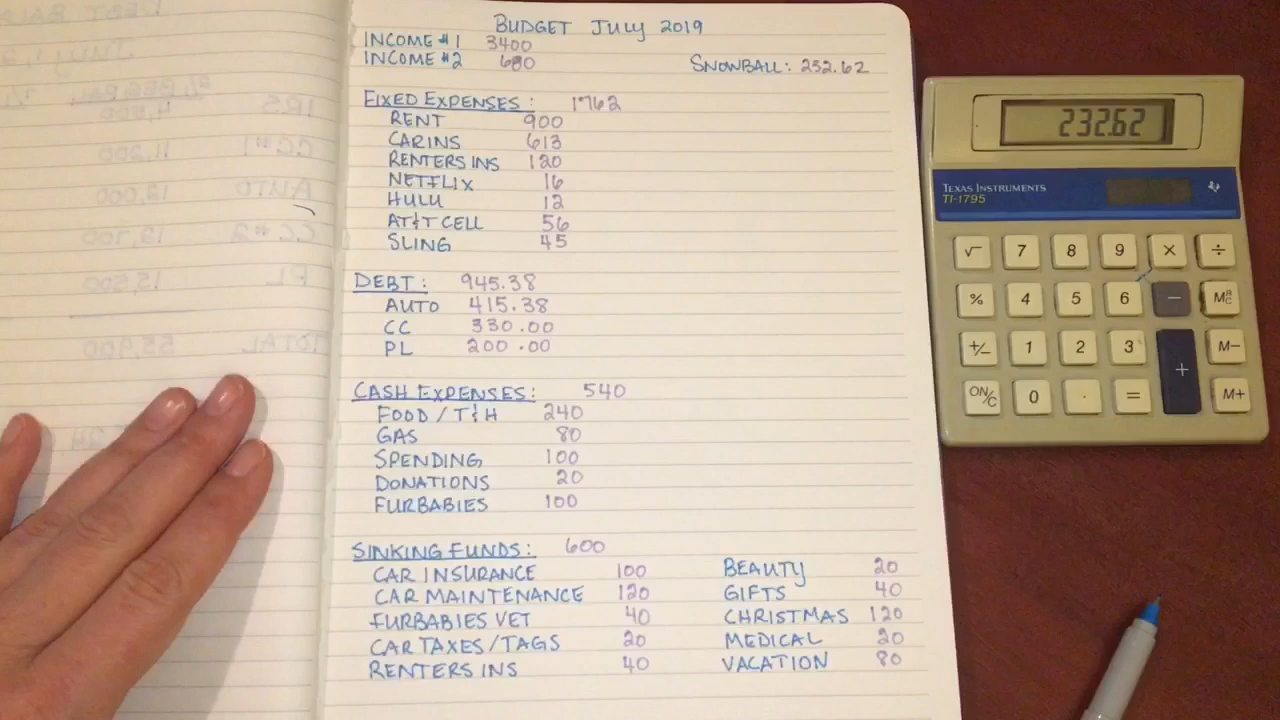 BUDGET JULY 2019
INCOME #1 3400
INCOME #2 680
SNOWBALL: 232.62
FIXED EXPENSES: 1762
RENT 900
CAR INS 613
RENTERS INS 120
NETFLIX 16
HULU 12
AT&T CELL 56
SLING 45
DEBT: 945.38
AUTO 415.38
CC 330.00
PL 200.00
CASH EXPENSES: 540
FOOD / T&H 240
GAS 80
SPENDING 100
DONATIONS 20
FURBABIES 100
SINKING FUNDS: 600
CAR INSURANCE 100
CAR MAINTENANCE 120
FURBABIES VET 40
CAR TAXES/TAGS 20
RENTERS INS 40
BEAUTY 20
GIFTS 40
CHRISTMAS 120
MEDICAL 20
VACATION 80
232.62
TEXAS INSTRUMENTS
TI-1795
√ 7 8 9 × ÷
% 4 5 6 − MRC
+/− 1 2 3 M−
ON/C 0 · = + M+